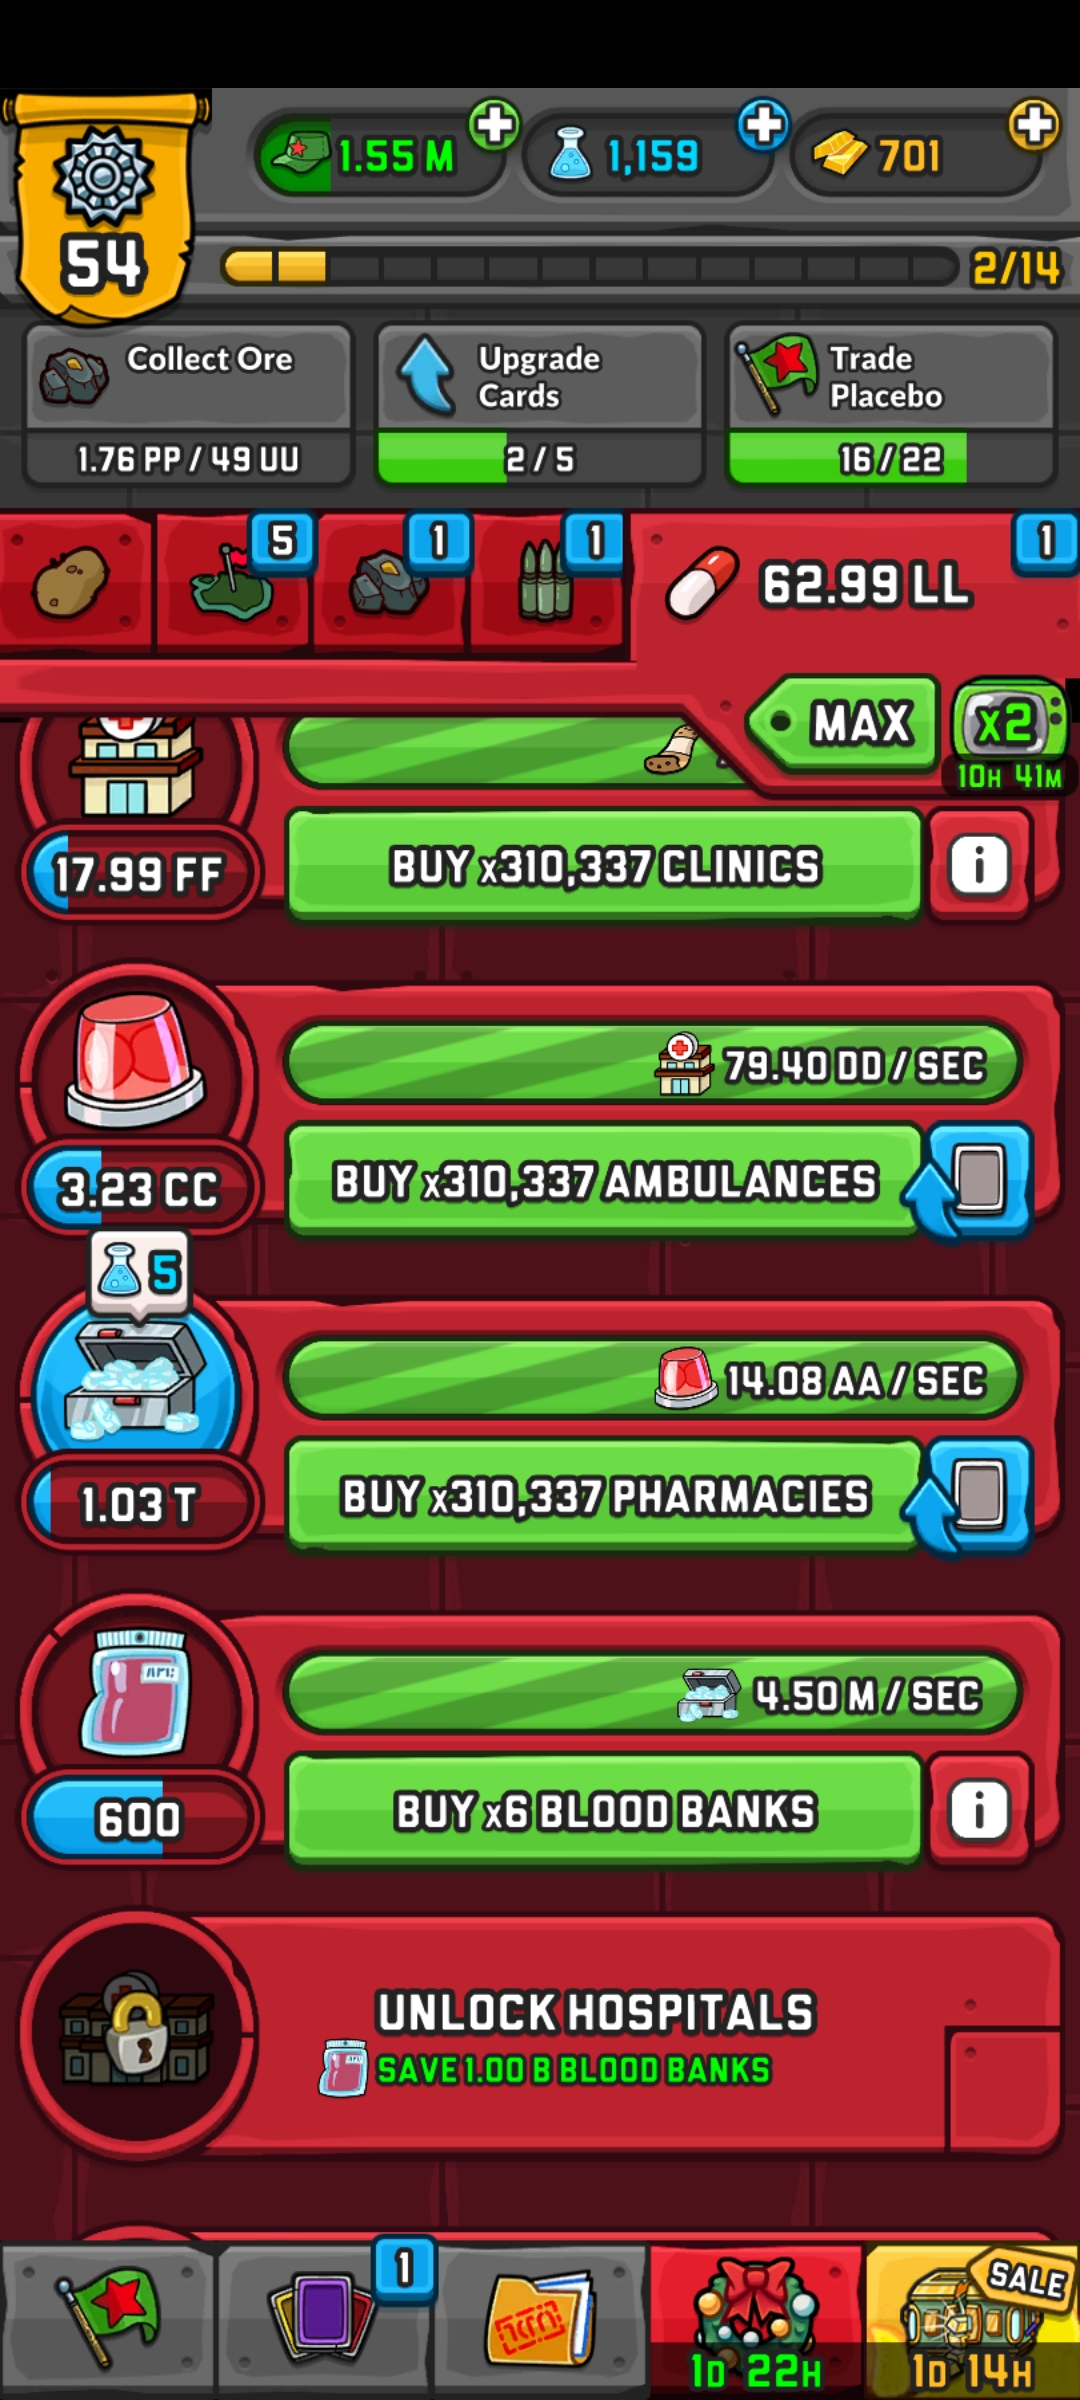 1.55 M
1,159
701
54
2/14
Collect Ore
1.76 PP / 49 UU
Upgrade
Cards
2 / 5
Trade
Placebo
16 / 22
5
1
1
62.99 LL
1
MAX
x2
10H 41M
17.99 FF
BUY x310,337 CLINICS
i
79.40 DD / SEC
3.23 CC
BUY x310,337 AMBULANCES
5
14.08 AA / SEC
1.03 T
BUY x310,337 PHARMACIES
4.50 M / SEC
600
BUY x6 BLOOD BANKS
i
UNLOCK HOSPITALS
SAVE 1.00 B BLOOD BANKS
1
SALE
1D 22H
1D 14H